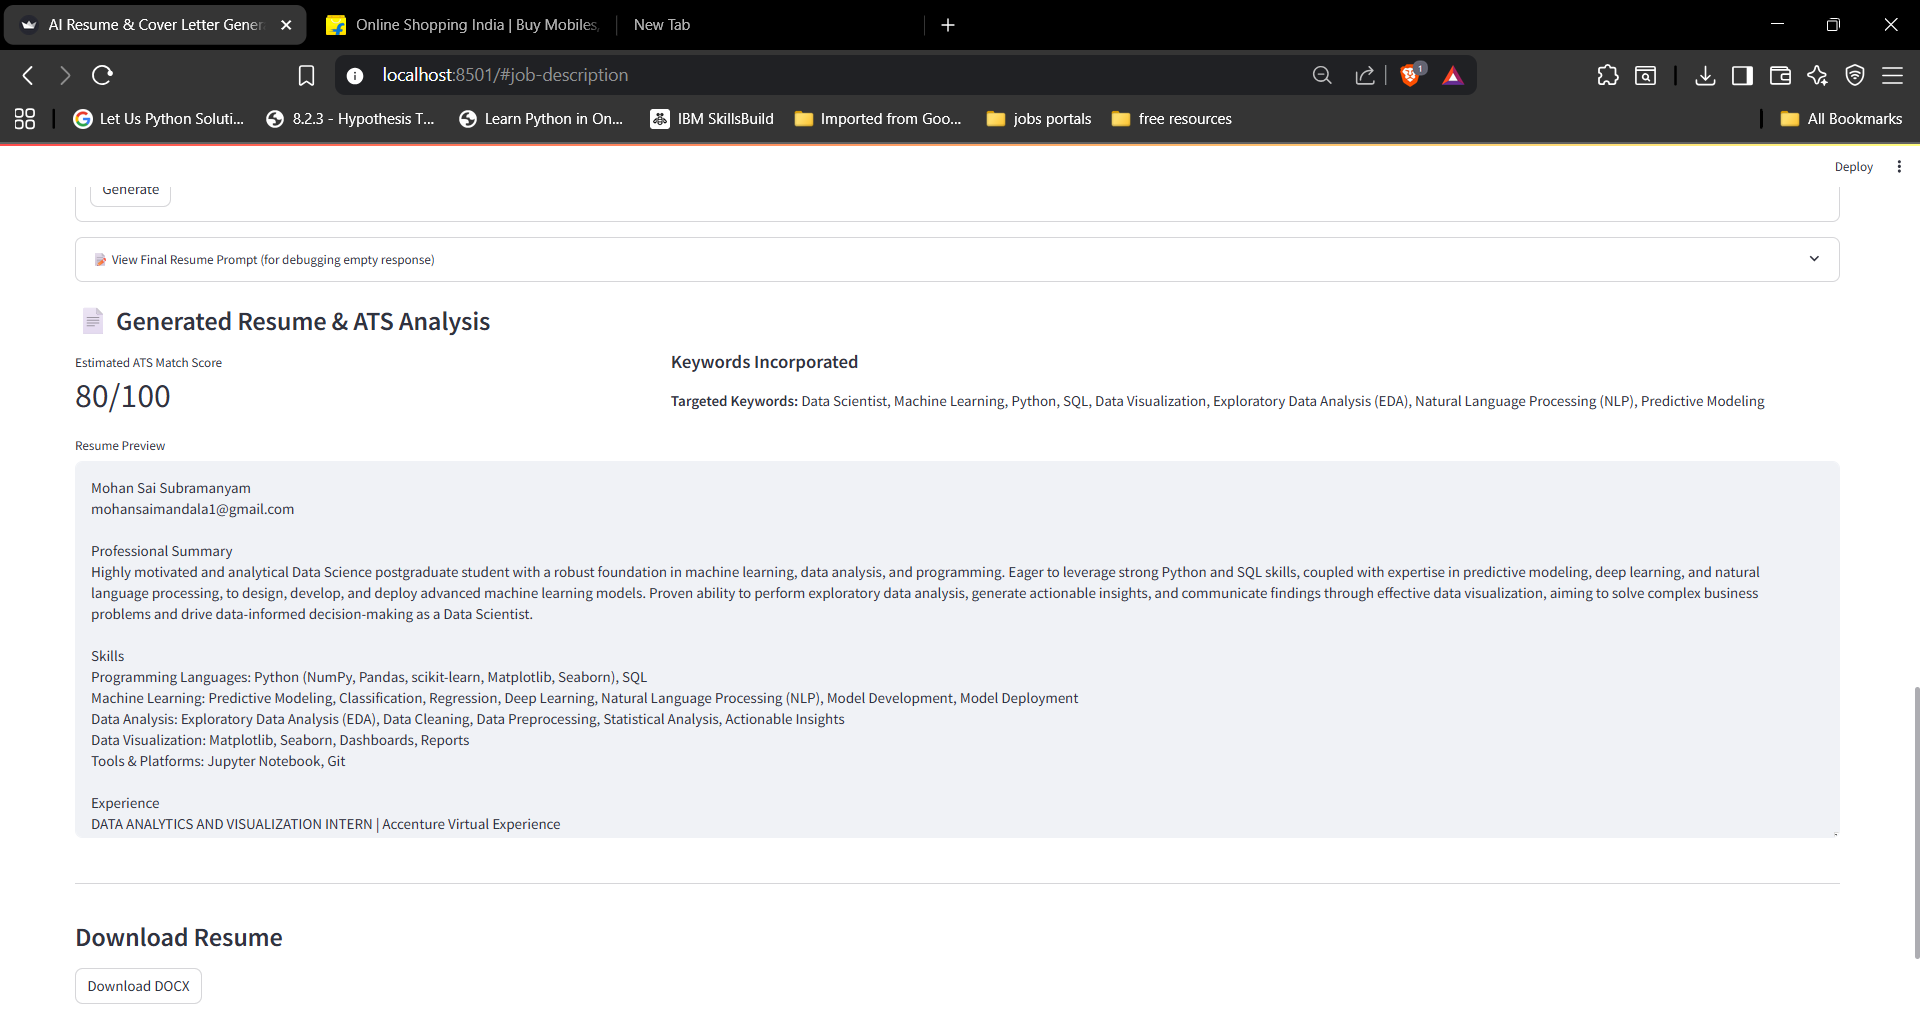 AI Resume & Cover Letter Gener
Online Shopping India | Buy Mobiles,
New Tab
localhost:8501/#job-description
1
Let Us Python Soluti...
8.2.3 - Hypothesis T...
Learn Python in On...
IBM SkillsBuild
Imported from Goo...
jobs portals
free resources
All Bookmarks
Deploy
Generate
View Final Resume Prompt (for debugging empty response)
Generated Resume & ATS Analysis
Estimated ATS Match Score
80/100
Keywords Incorporated
Targeted Keywords: Data Scientist, Machine Learning, Python, SQL, Data Visualization, Exploratory Data Analysis (EDA), Natural Language Processing (NLP), Predictive Modeling
Resume Preview
Mohan Sai Subramanyam
mohansaimandala1@gmail.com
Professional Summary
Highly motivated and analytical Data Science postgraduate student with a robust foundation in machine learning, data analysis, and programming. Eager to leverage strong Python and SQL skills, coupled with expertise in predictive modeling, deep learning, and natural
language processing, to design, develop, and deploy advanced machine learning models. Proven ability to perform exploratory data analysis, generate actionable insights, and communicate findings through effective data visualization, aiming to solve complex business
problems and drive data-informed decision-making as a Data Scientist.
Skills
Programming Languages: Python (NumPy, Pandas, scikit-learn, Matplotlib, Seaborn), SQL
Machine Learning: Predictive Modeling, Classification, Regression, Deep Learning, Natural Language Processing (NLP), Model Development, Model Deployment
Data Analysis: Exploratory Data Analysis (EDA), Data Cleaning, Data Preprocessing, Statistical Analysis, Actionable Insights
Data Visualization: Matplotlib, Seaborn, Dashboards, Reports
Tools & Platforms: Jupyter Notebook, Git
Experience
DATA ANALYTICS AND VISUALIZATION INTERN | Accenture Virtual Experience
Download Resume
Download DOCX